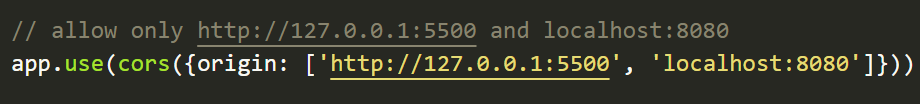 // allow only http://127.0.0.1:5500 and localhost:8080
app.use(cors({origin: ['http://127.0.0.1:5500', 'localhost:8080']}))